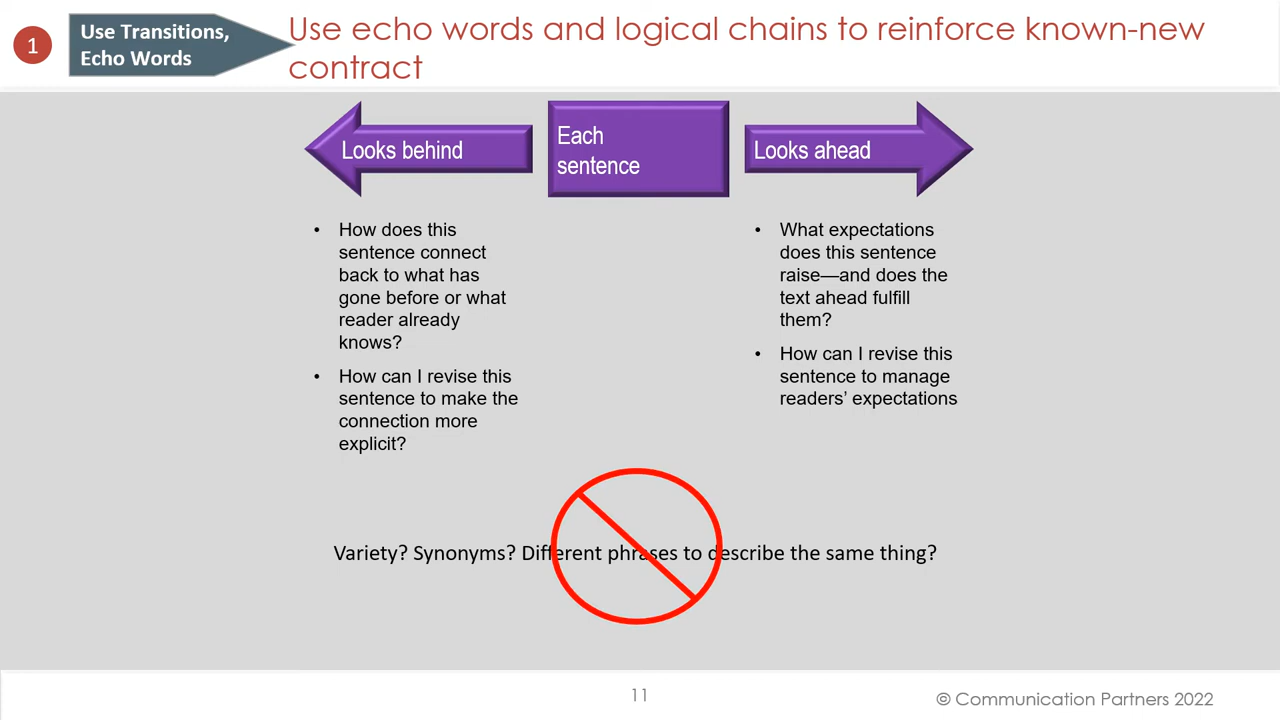 1
Use Transitions,
Echo Words
Use echo words and logical chains to reinforce known-new
contract
Looks behind
Each
sentence
Looks ahead
• How does this
sentence connect
back to what has
gone before or what
reader already
knows?
• How can I revise this
sentence to make the
connection more
explicit?
• What expectations
does this sentence
raise—and does the
text ahead fulfill
them?
• How can I revise this
sentence to manage
readers’ expectations
Variety? Synonyms? Different phrases to describe the same thing?
11
© Communication Partners 2022